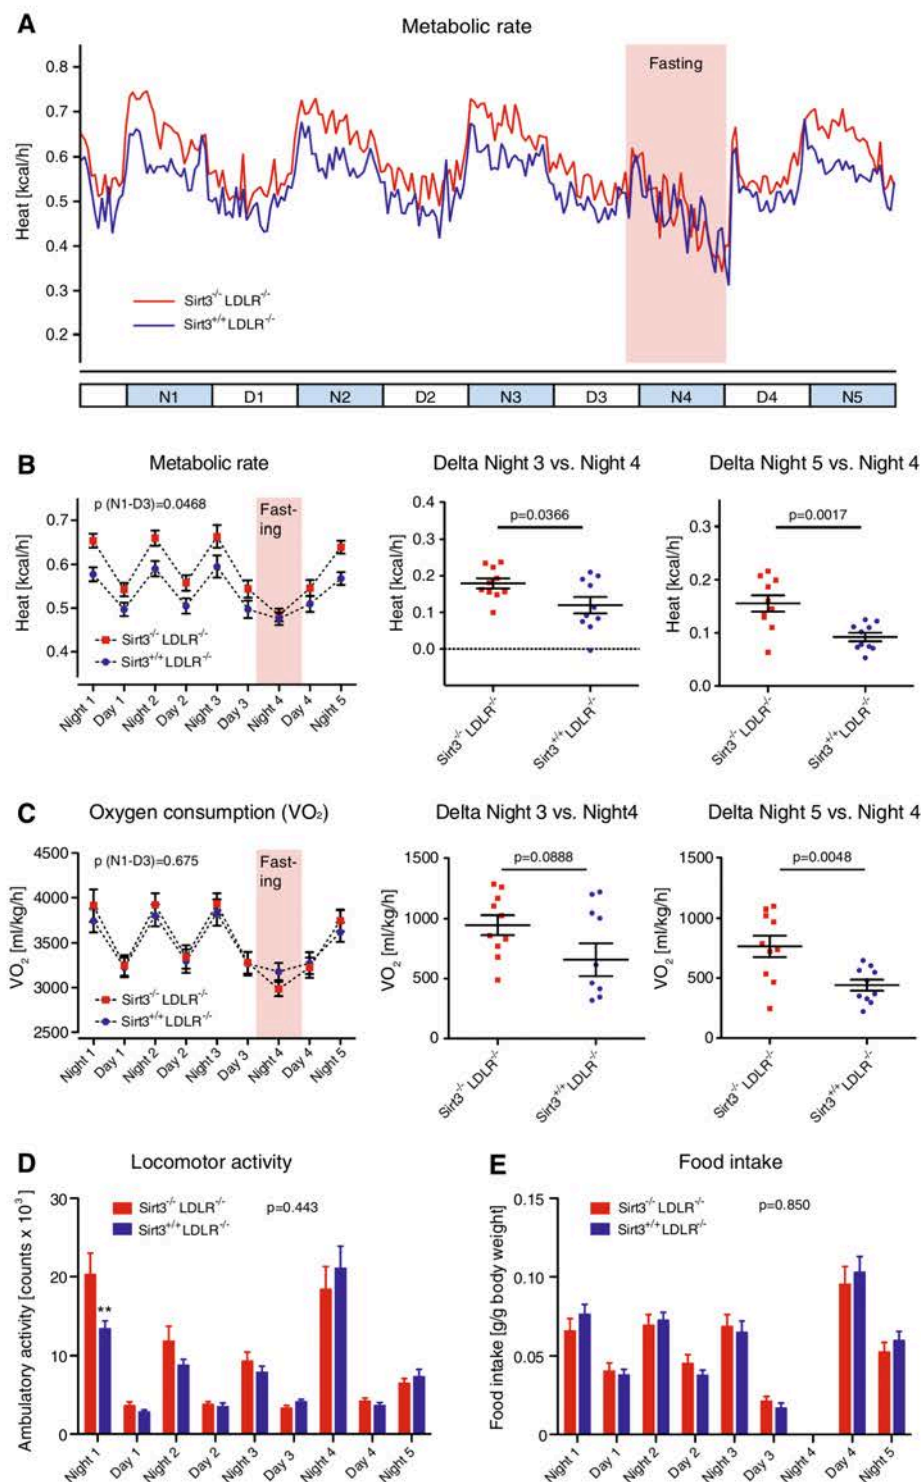 A
Metabolic rate
Fasting
Heat [kcal/h]
0.8
0.7
0.6
0.5
0.4
0.3
0.2
Sirt3-/- LDLR-/-
Sirt3+/+ LDLR-/-
N1 D1 N2 D2 N3 D3 N4 D4 N5
B
Metabolic rate
p (N1-D3)=0.0468
Fast-
ing
Heat [kcal/h]
0.7
0.6
0.5
0.4
Sirt3-/- LDLR-/-
Sirt3+/+ LDLR-/-
Night 1 Day 1 Night 2 Day 2 Night 3 Day 3 Night 4 Day 4 Night 5
Delta Night 3 vs. Night 4
p=0.0366
Heat [kcal/h]
0.4
0.3
0.2
0.1
0.0
Sirt3-/- LDLR-/-
Sirt3+/+ LDLR-/-
Delta Night 5 vs. Night 4
p=0.0017
Heat [kcal/h]
0.3
0.2
0.1
0.0
Sirt3-/- LDLR-/-
Sirt3+/+ LDLR-/-
C
Oxygen consumption (VO2)
p (N1-D3)=0.675
Fast-
ing
VO2 [ml/kg/h]
4500
4000
3500
3000
2500
Sirt3-/- LDLR-/-
Sirt3+/+ LDLR-/-
Night 1 Day 1 Night 2 Day 2 Night 3 Day 3 Night 4 Day 4 Night 5
Delta Night 3 vs. Night4
p=0.0888
VO2 [ml/kg/h]
1500
1000
500
0
Sirt3-/- LDLR-/-
Sirt3+/+ LDLR-/-
Delta Night 5 vs. Night 4
p=0.0048
VO2 [ml/kg/h]
1500
1000
500
0
Sirt3-/- LDLR-/-
Sirt3+/+ LDLR-/-
D
Locomotor activity
Sirt3-/- LDLR-/-
Sirt3+/+ LDLR-/-
p=0.443
Ambulatory activity [counts x 103]
30
20
10
0
**
Night 1 Day 1 Night 2 Day 2 Night 3 Day 3 Night 4 Day 4 Night 5
E
Food intake
Sirt3-/- LDLR-/-
Sirt3+/+ LDLR-/-
p=0.850
Food intake [g/g body weight]
0.15
0.10
0.05
0
Night 1 Day 1 Night 2 Day 2 Night 3 Day 3 Night 4 Day 4 Night 5